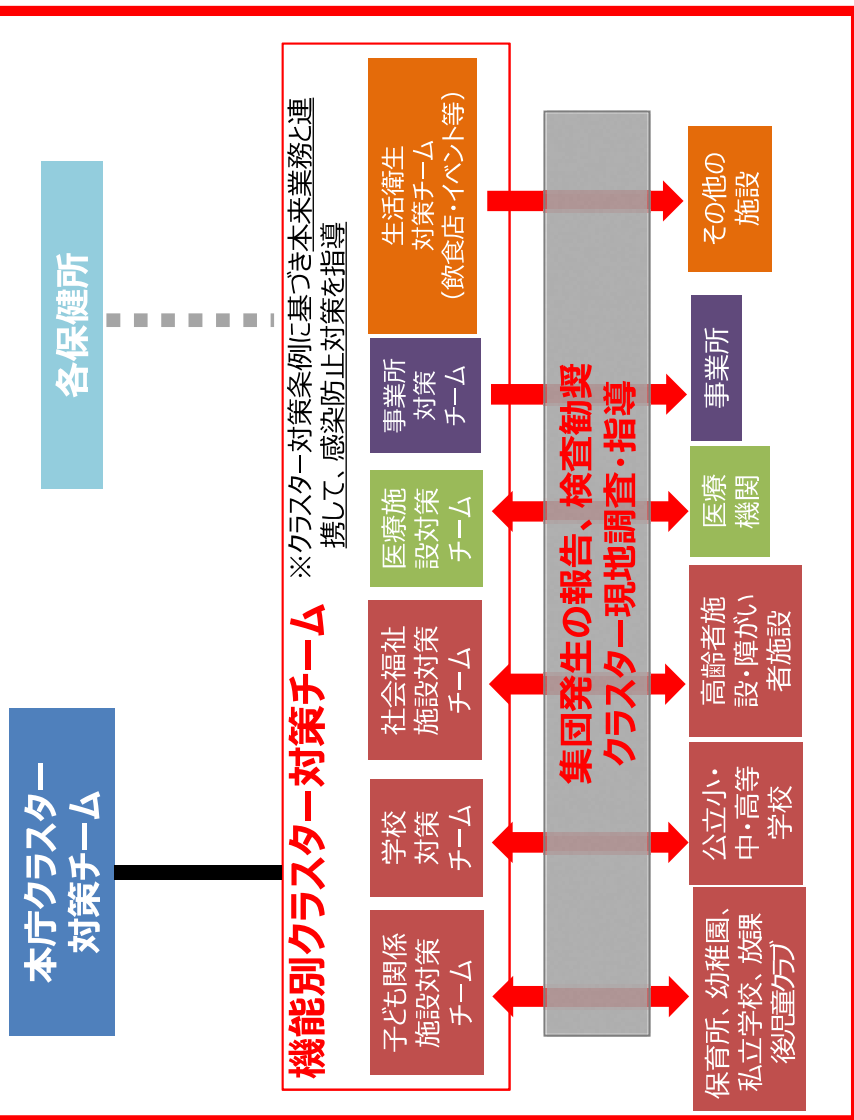 本庁クラスター
対策チーム
各保健所
機能別クラスター対策チーム
※クラスター対策条例に基づき本来業務と連
携して、感染防止対策を指導
子ども関係
施設対策
チーム
学校
対策
チーム
社会福祉
施設対策
チーム
医療施
設対策
チーム
事業所
対策
チーム
生活衛生
対策チーム
（飲食店・イベント等）
集団発生の報告、検査勧奨
クラスター現地調査・指導
保育所、幼稚園、
私立学校、放課
後児童クラブ
公立小・
中・高等
学校
高齢者施
設・障がい
者施設
医療
機関
事業所
その他の
施設